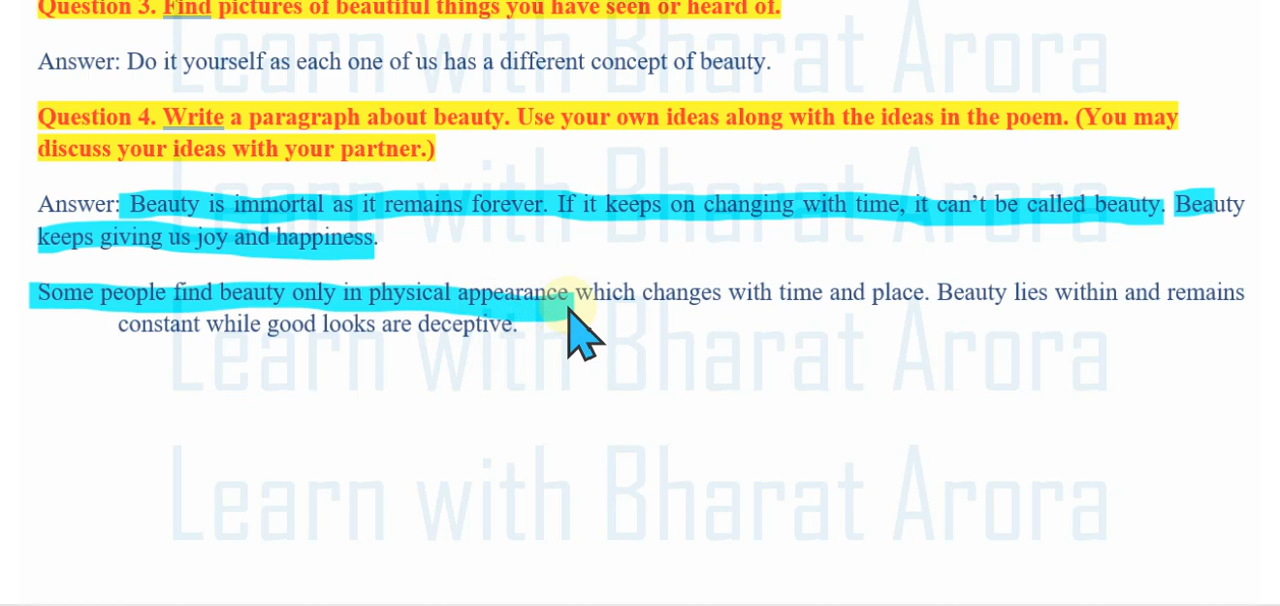 Question 3. Find pictures of beautiful things you have seen or heard of.
Answer: Do it yourself as each one of us has a different concept of beauty.
Question 4. Write a paragraph about beauty. Use your own ideas along with the ideas in the poem. (You may
discuss your ideas with your partner.)
Answer: Beauty is immortal as it remains forever. If it keeps on changing with time, it can't be called beauty. Beauty
keeps giving us joy and happiness.
Some people find beauty only in physical appearance which changes with time and place. Beauty lies within and remains
constant while good looks are deceptive.
Learn with Bharat Arora
Learn with Bharat Arora
Learn with Bharat Arora
Learn with Bharat Arora